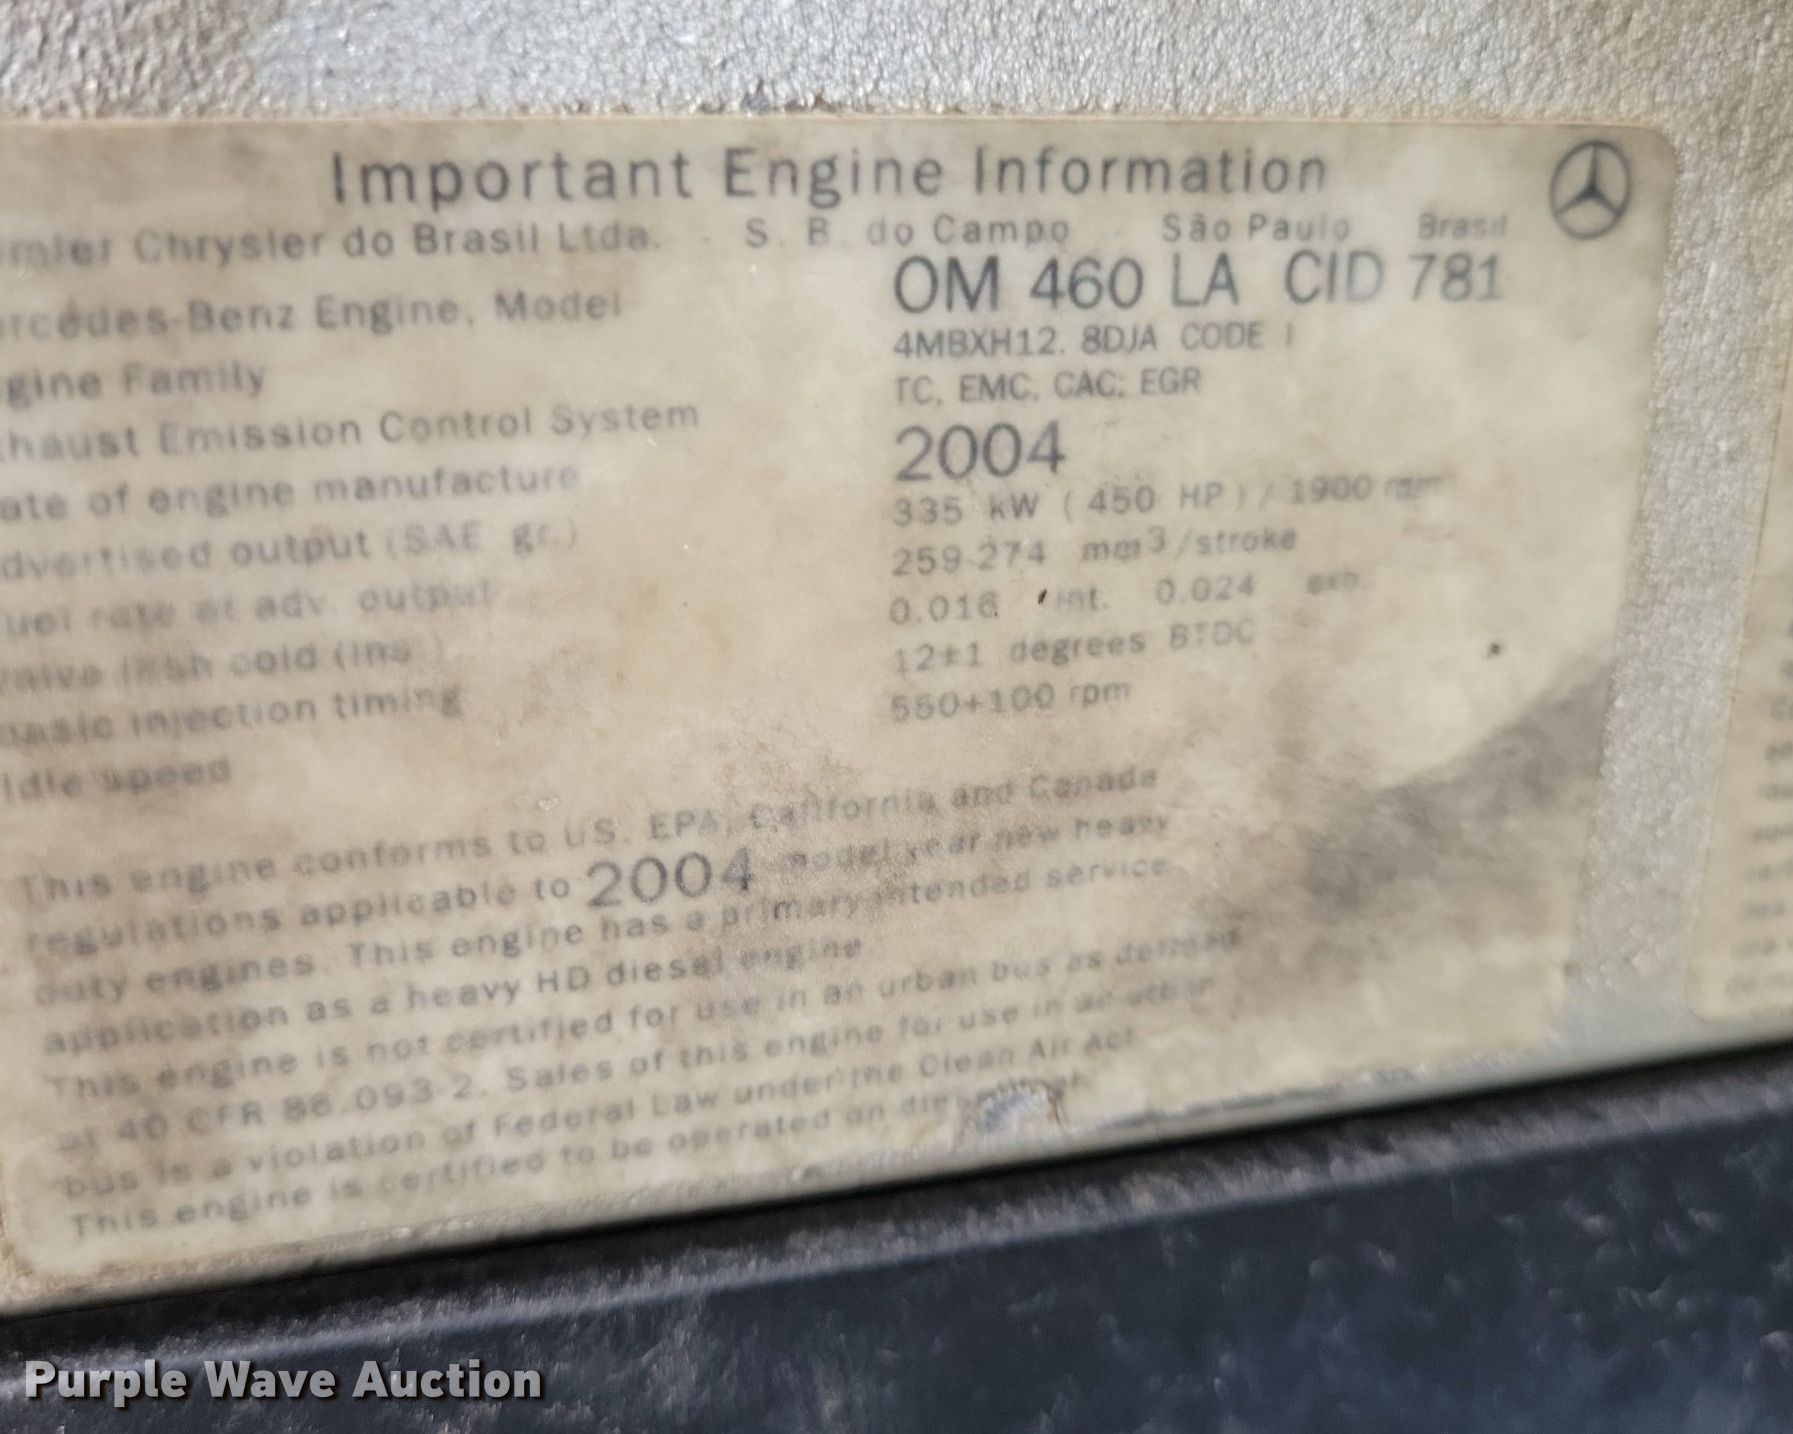 Important Engine Information
mler Chrysler do Brasil Ltda. - S. B. do Campo - São Paulo Brasil
rcedes-Benz Engine, Model OM 460 LA CID 781
gine Family 4MBXH12. 8DJA CODE
haust Emission Control System TC, EMC, CAC, EGR
ate of engine manufacture 2004
dvertised output (SAE gr.) 335 kW ( 450 HP ) / 1900 rpm
uel rate at adv. output 259-274 mm3/stroke
cold (ins.) 0.016 int. 0.024 exh.
basic injection timing 12±1 degrees BTDC
Idle speed 550+100 rpm
This engine conforms to US. EPA, California and Canada
regulations applicable to 2004 model year new heavy
duty engines. This engine has a primary intended service
application as a heavy HD diesel engine.
This engine is not certified for use in an urban bus as defined
at 40 CFR 86.093-2. Sales of this engine for use in an urban
bus is a violation of Federal Law under the Clean Air Act.
This engine is certified to be operated on
Purple Wave Auction